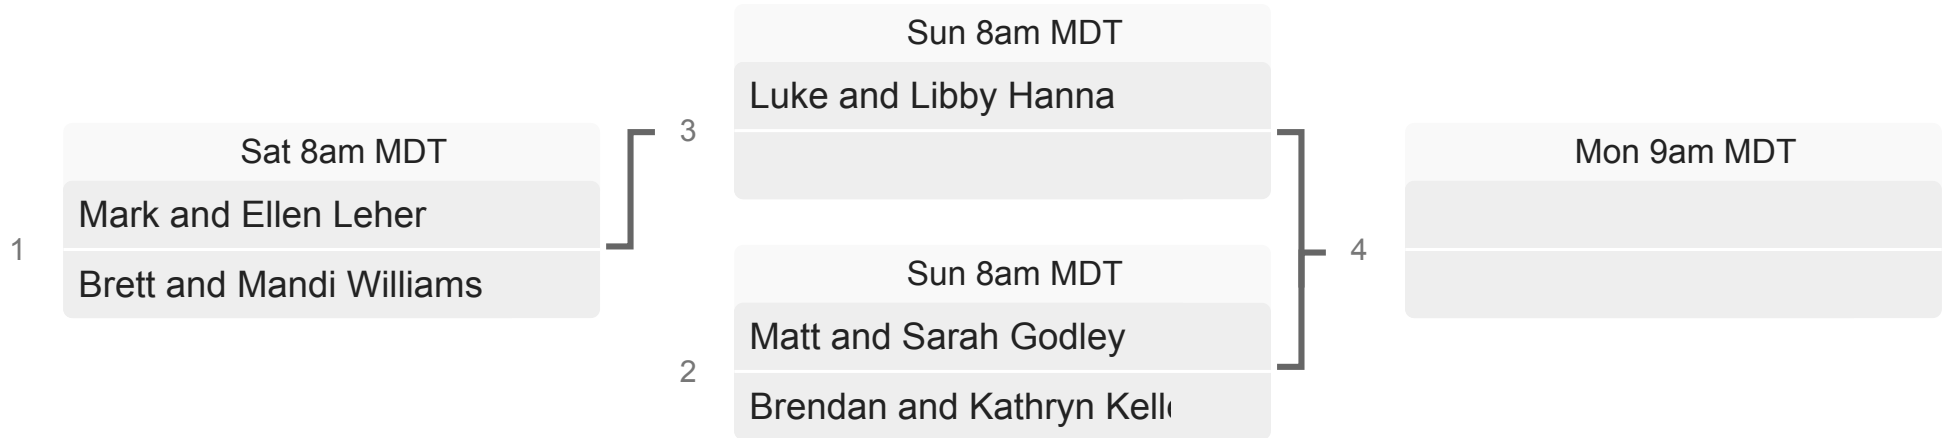 1
Sat 8am MDT
Mark and Ellen Leher
Brett and Mandi Williams
3
Sun 8am MDT
Luke and Libby Hanna
2
Sun 8am MDT
Matt and Sarah Godley
Brendan and Kathryn
4
Mon 9am MDT